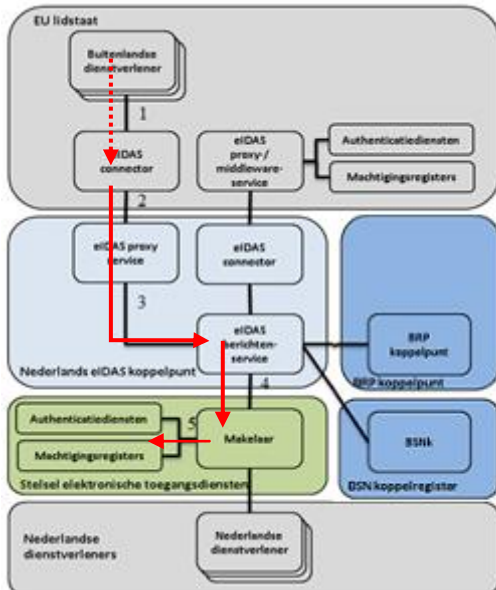 EU lidstaat
Buitenlandse
dienstverlener
1
eIDAS
connector
eIDAS
proxy-/
middleware-
service
Authenticatiediensten
Machtigingsregisters
2
eIDAS proxy
service
eIDAS
connector
3
eIDAS
berichten-
service
BRP
koppelpunt
Nederlands eIDAS koppelpunt
BRP koppelpunt
4
Authenticatiediensten
5
Makelaar
Machtigingsregisters
BSNk
Stelsel elektronische toegangsdiensten
BSN koppelregister
Nederlandse
dienstverleners
Nederlandse
dienstverlener